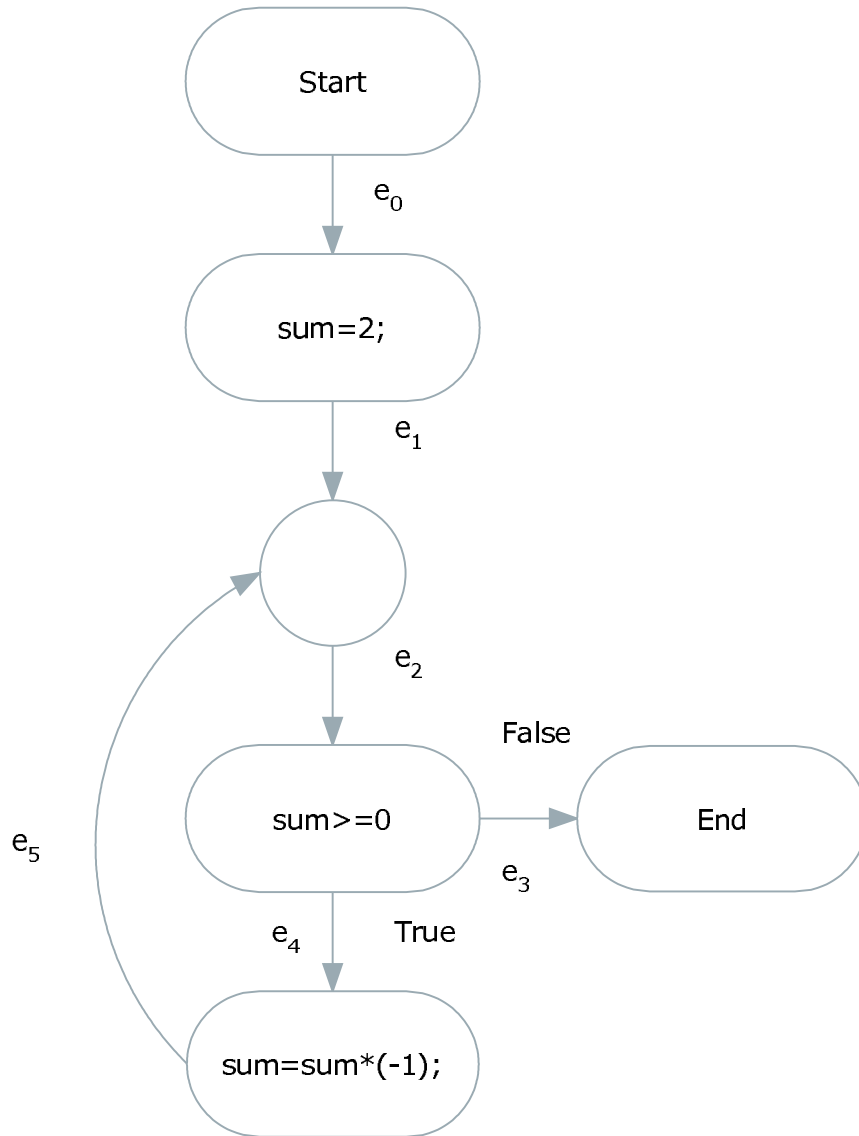 Start
e0
sum=2;
e1
e2
False
sum>=0
End
e5
e3
e4
True
sum=sum*(-1);